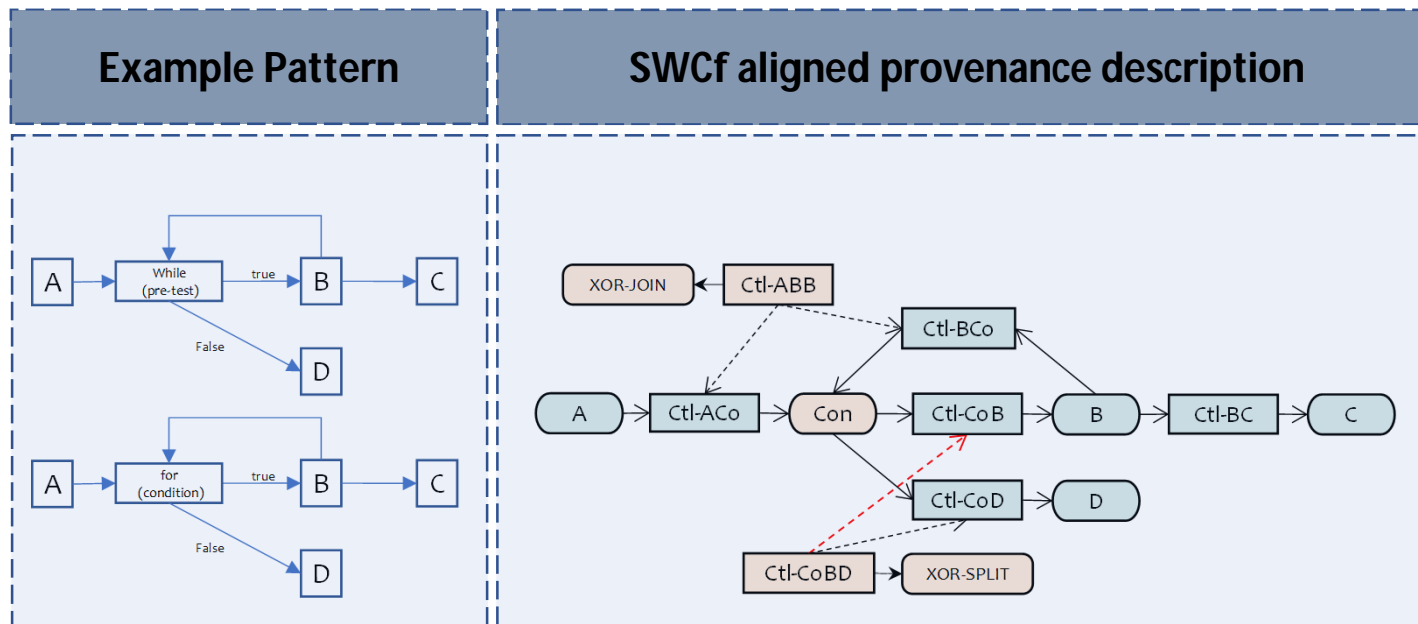 Example Pattern
SWCf aligned provenance description
A
While
(pre-test)
true
B
C
False
D
A
for
(condition)
true
B
C
False
D
XOR-JOIN
Ctl-ABB
Ctl-BCo
A
Ctl-ACo
Con
Ctl-CoB
B
Ctl-BC
C
Ctl-CoD
D
Ctl-CoBD
XOR-SPLIT